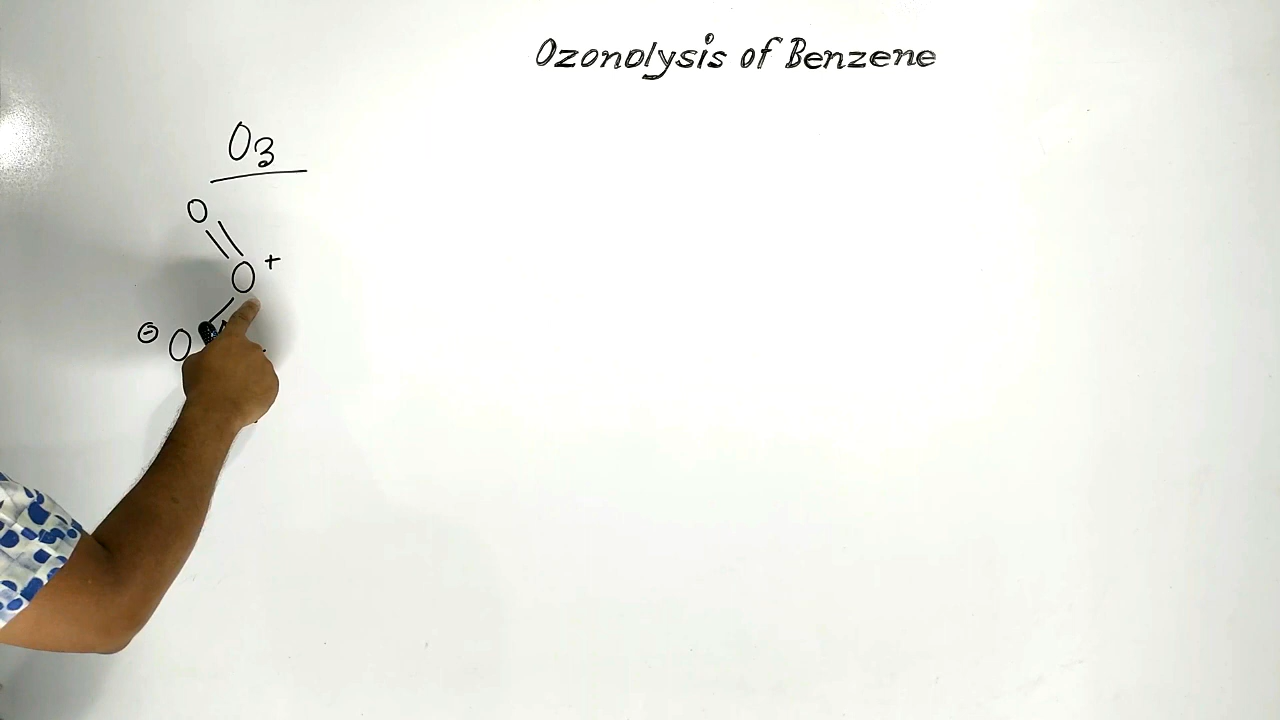 Ozonolysis of Benzene
O3
O
O +
⊖ O